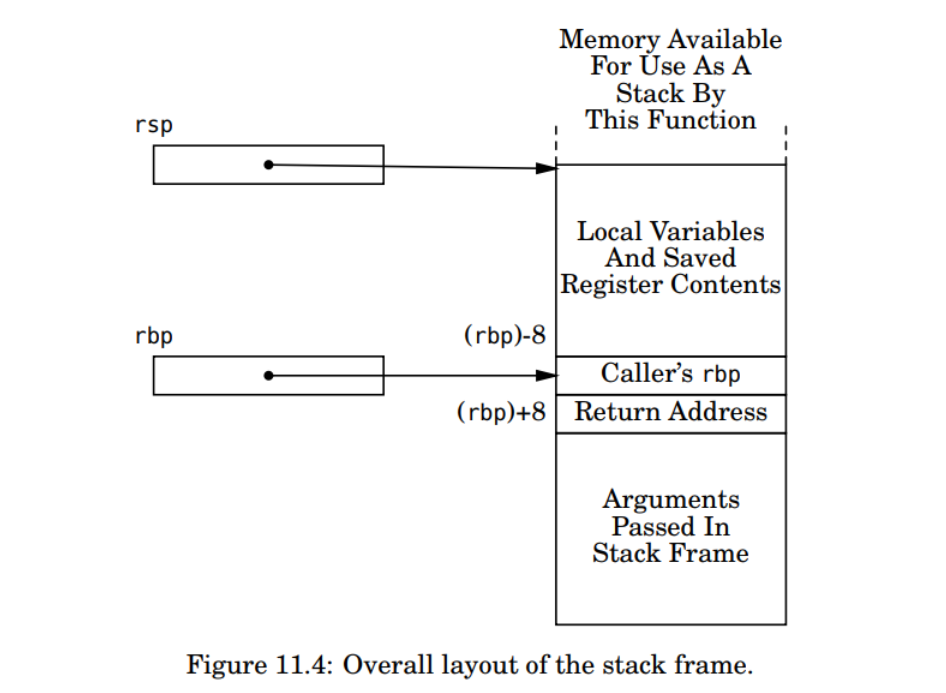 Memory Available
For Use As A
Stack By
This Function
rsp
Local Variables
And Saved
Register Contents
rbp
(rbp)-8
Caller's rbp
(rbp)+8
Return Address
Arguments
Passed In
Stack Frame
Figure 11.4: Overall layout of the stack frame.